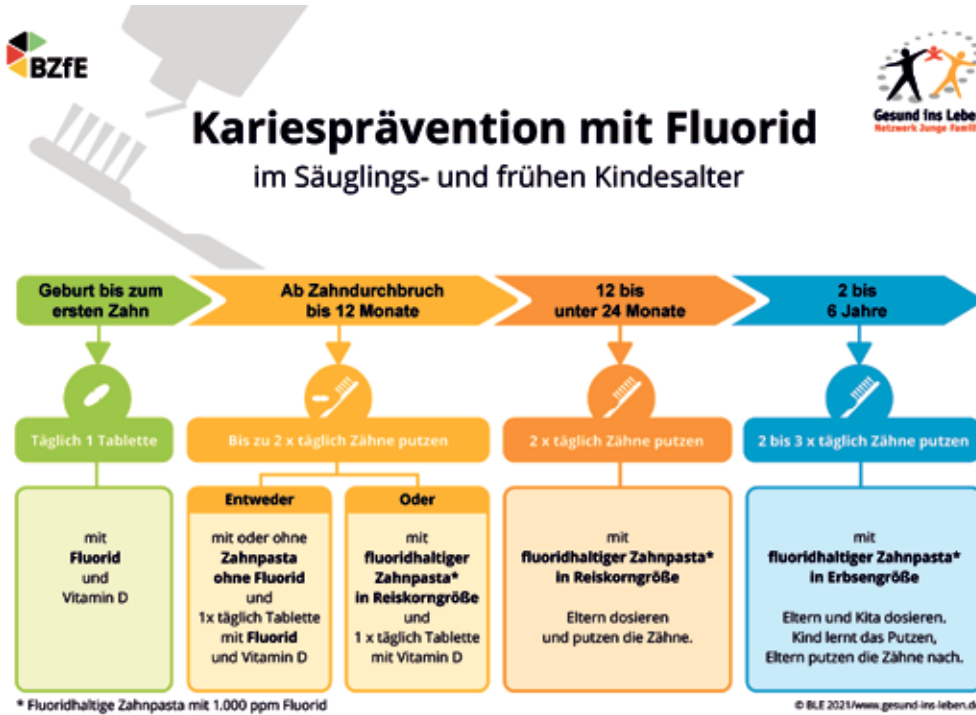 BZfE
Gesund ins Lebe
Netzwerk Junge Famili
Kariesprävention mit Fluorid
im Säuglings- und frühen Kindesalter
Geburt bis zum
ersten Zahn
Täglich 1 Tablette
mit
Fluorid
und
Vitamin D
Ab Zahndurchbruch
bis 12 Monate
Bis zu 2 x täglich Zähne putzen
Entweder
mit oder ohne
Zahnpasta
ohne Fluorid
und
1x täglich Tablette
mit Fluorid
und Vitamin D
Oder
mit
fluoridhaltiger
Zahnpasta*
in Reiskorngröße
und
1 x täglich Tablette
mit Vitamin D
12 bis
unter 24 Monate
2 x täglich Zähne putzen
mit
fluoridhaltiger Zahnpasta*
in Reiskorngröße
Eltern dosieren
und putzen die Zähne.
2 bis
6 Jahre
2 bis 3 x täglich Zähne putzen
mit
fluoridhaltiger Zahnpasta*
in Erbsengröße
Eltern und Kita dosieren.
Kind lernt das Putzen,
Eltern putzen die Zähne nach.
* Fluoridhaltige Zahnpasta mit 1.000 ppm Fluorid
© BLE 2021/www.gesund-ins-leben.d